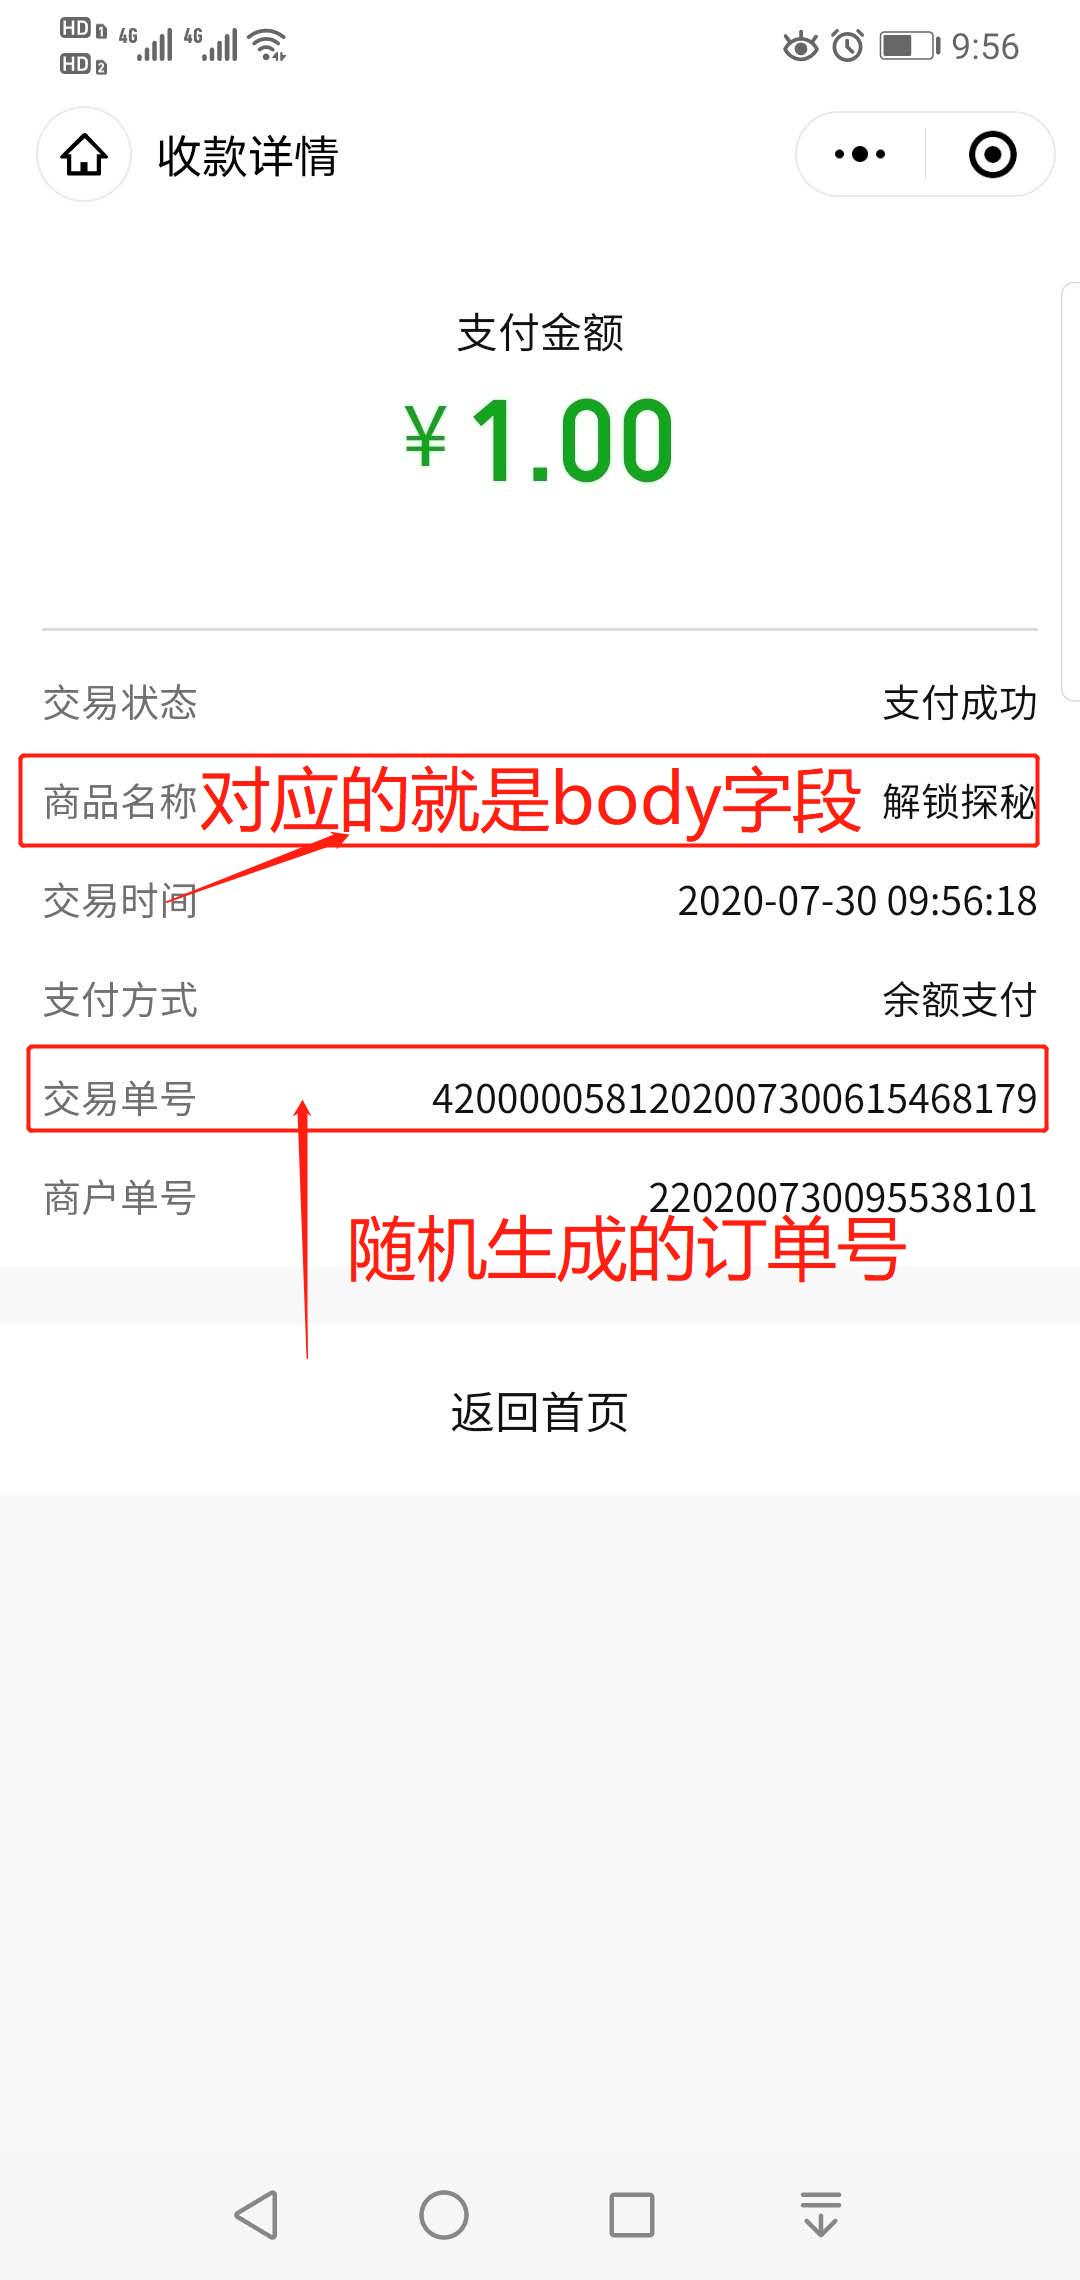 HD 1 4G 4G 9:56
HD 2
收款详情
支付金额
¥ 1.00
交易状态 支付成功
商品名称 对应的就是body字段 解锁探秘
交易时间 2020-07-30 09:56:18
支付方式 余额支付
交易单号 4200000581202007300615468179
商户单号 220200730095538101
随机生成的订单号
返回首页